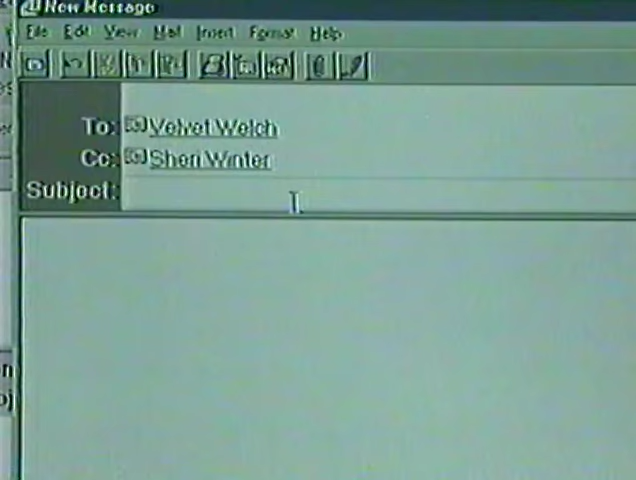 New Message
File Edit View Mail Insert Format Help
To: Velvet Welch
Cc: Sheri Winter
Subject: